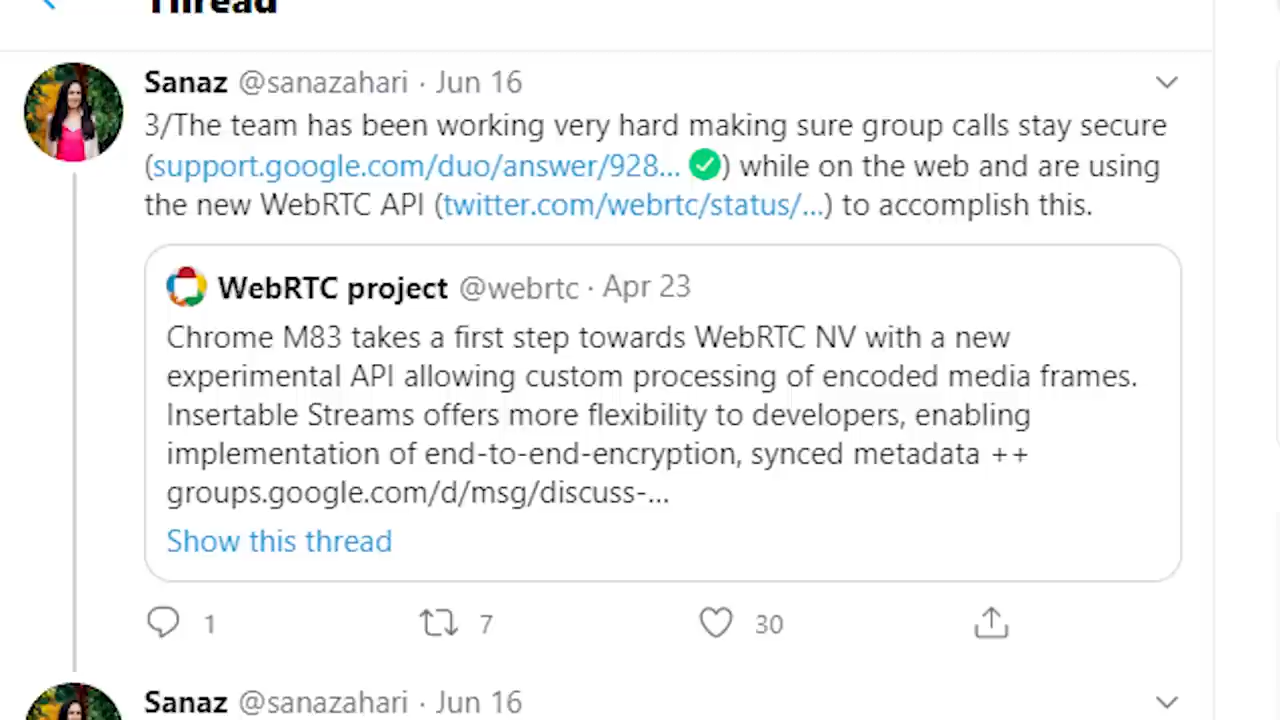 Thread
Sanaz @sanazahari · Jun 16
3/The team has been working very hard making sure group calls stay secure
(support.google.com/duo/answer/928... ) while on the web and are using
the new WebRTC API (twitter.com/webrtc/status/...) to accomplish this.
WebRTC project @webrtc · Apr 23
Chrome M83 takes a first step towards WebRTC NV with a new
experimental API allowing custom processing of encoded media frames.
Insertable Streams offers more flexibility to developers, enabling
implementation of end-to-end-encryption, synced metadata ++
groups.google.com/d/msg/discuss-...
Show this thread
1 7 30
Sanaz @sanazahari · Jun 16